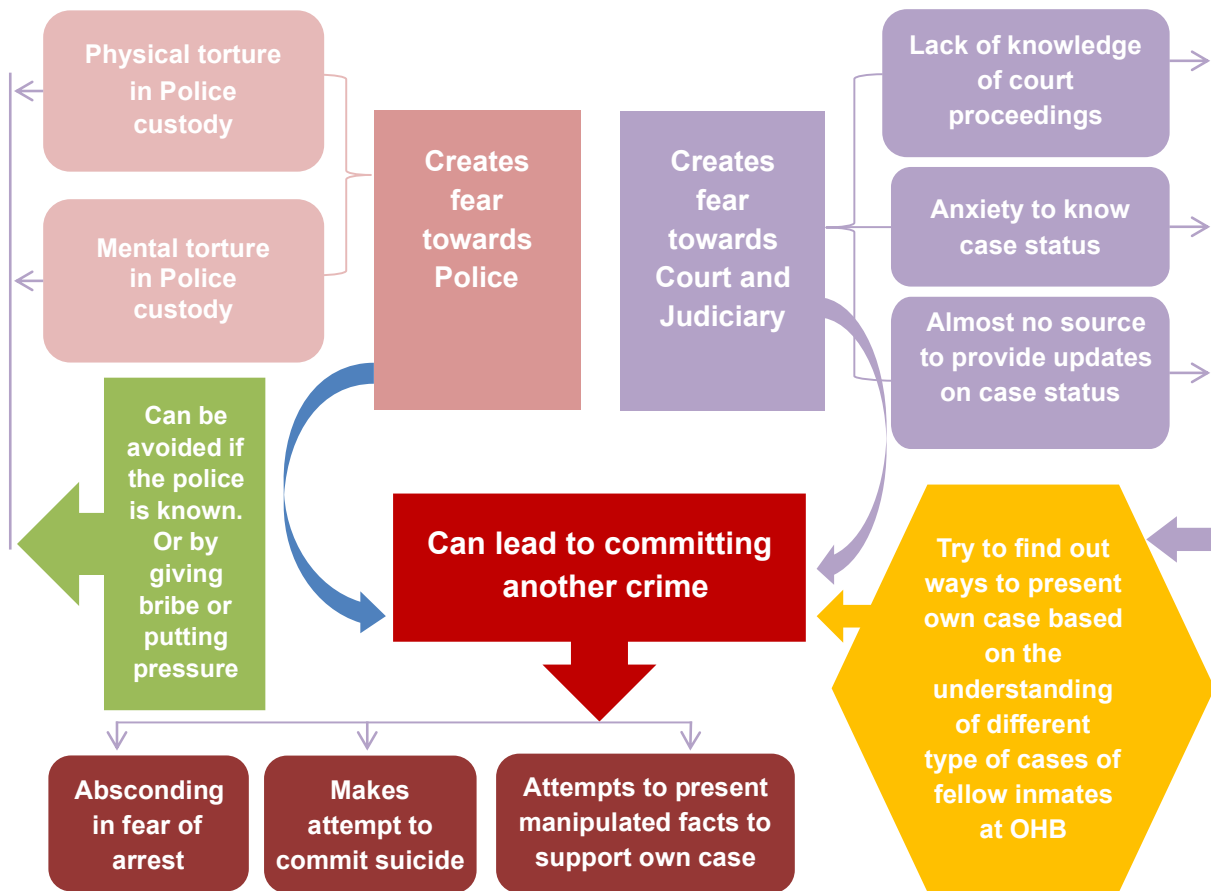 Physical torture
in Police
custody
Mental torture
in Police
custody
Creates
fear
towards
Police
Creates
fear
towards
Court and
Judiciary
Lack of knowledge
of court
proceedings
Anxiety to know
case status
Almost no source
to provide updates
on case status
Can be
avoided if
the police
is known.
Or by
giving
bribe or
putting
pressure
Can lead to committing
another crime
Try to find out
ways to present
own case based
on the
understanding
of different
type of cases of
fellow inmates
at OHB
Absconding
in fear of
arrest
Makes
attempt to
commit suicide
Attempts to present
manipulated facts to
support own case